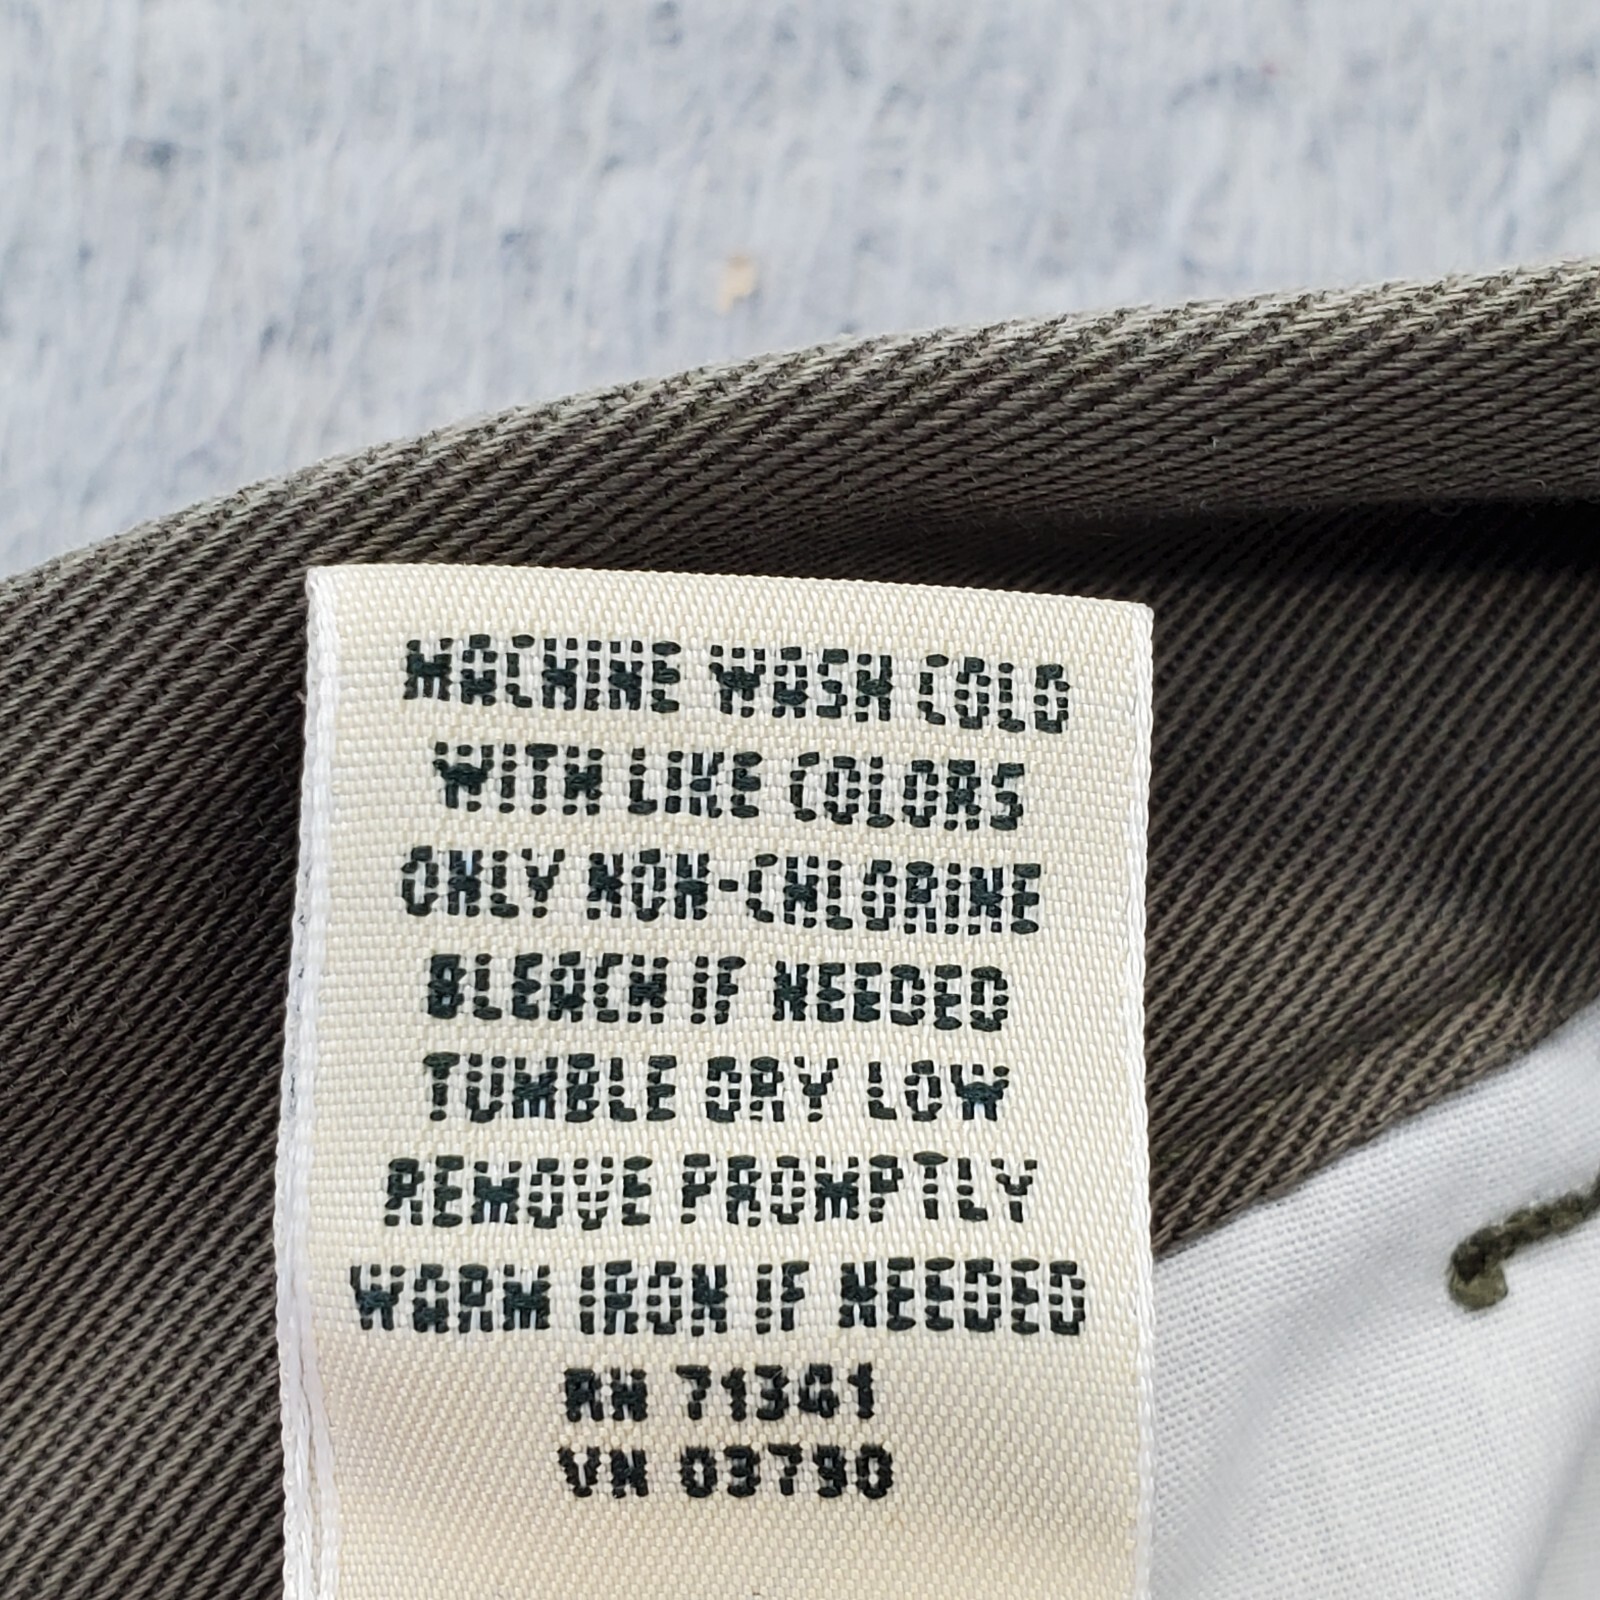 MACHINE WASH COLD
WITH LIKE COLORS
ONLY NON-CHLORINE
BLEACH IF NEEDED
TUMBLE DRY LOW
REMOVE PROMPTLY
WARM IRON IF NEEDED
RN 71341
VN 03790